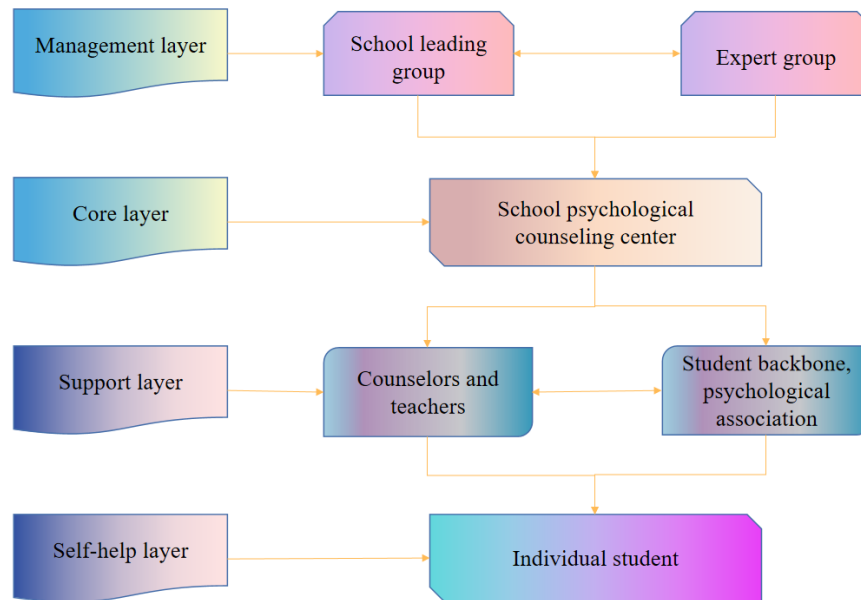 Management layer
School leading
group
Expert group
Core layer
School psychological
counseling center
Support layer
Counselors and
teachers
Student backbone,
psychological
association
Self-help layer
Individual student